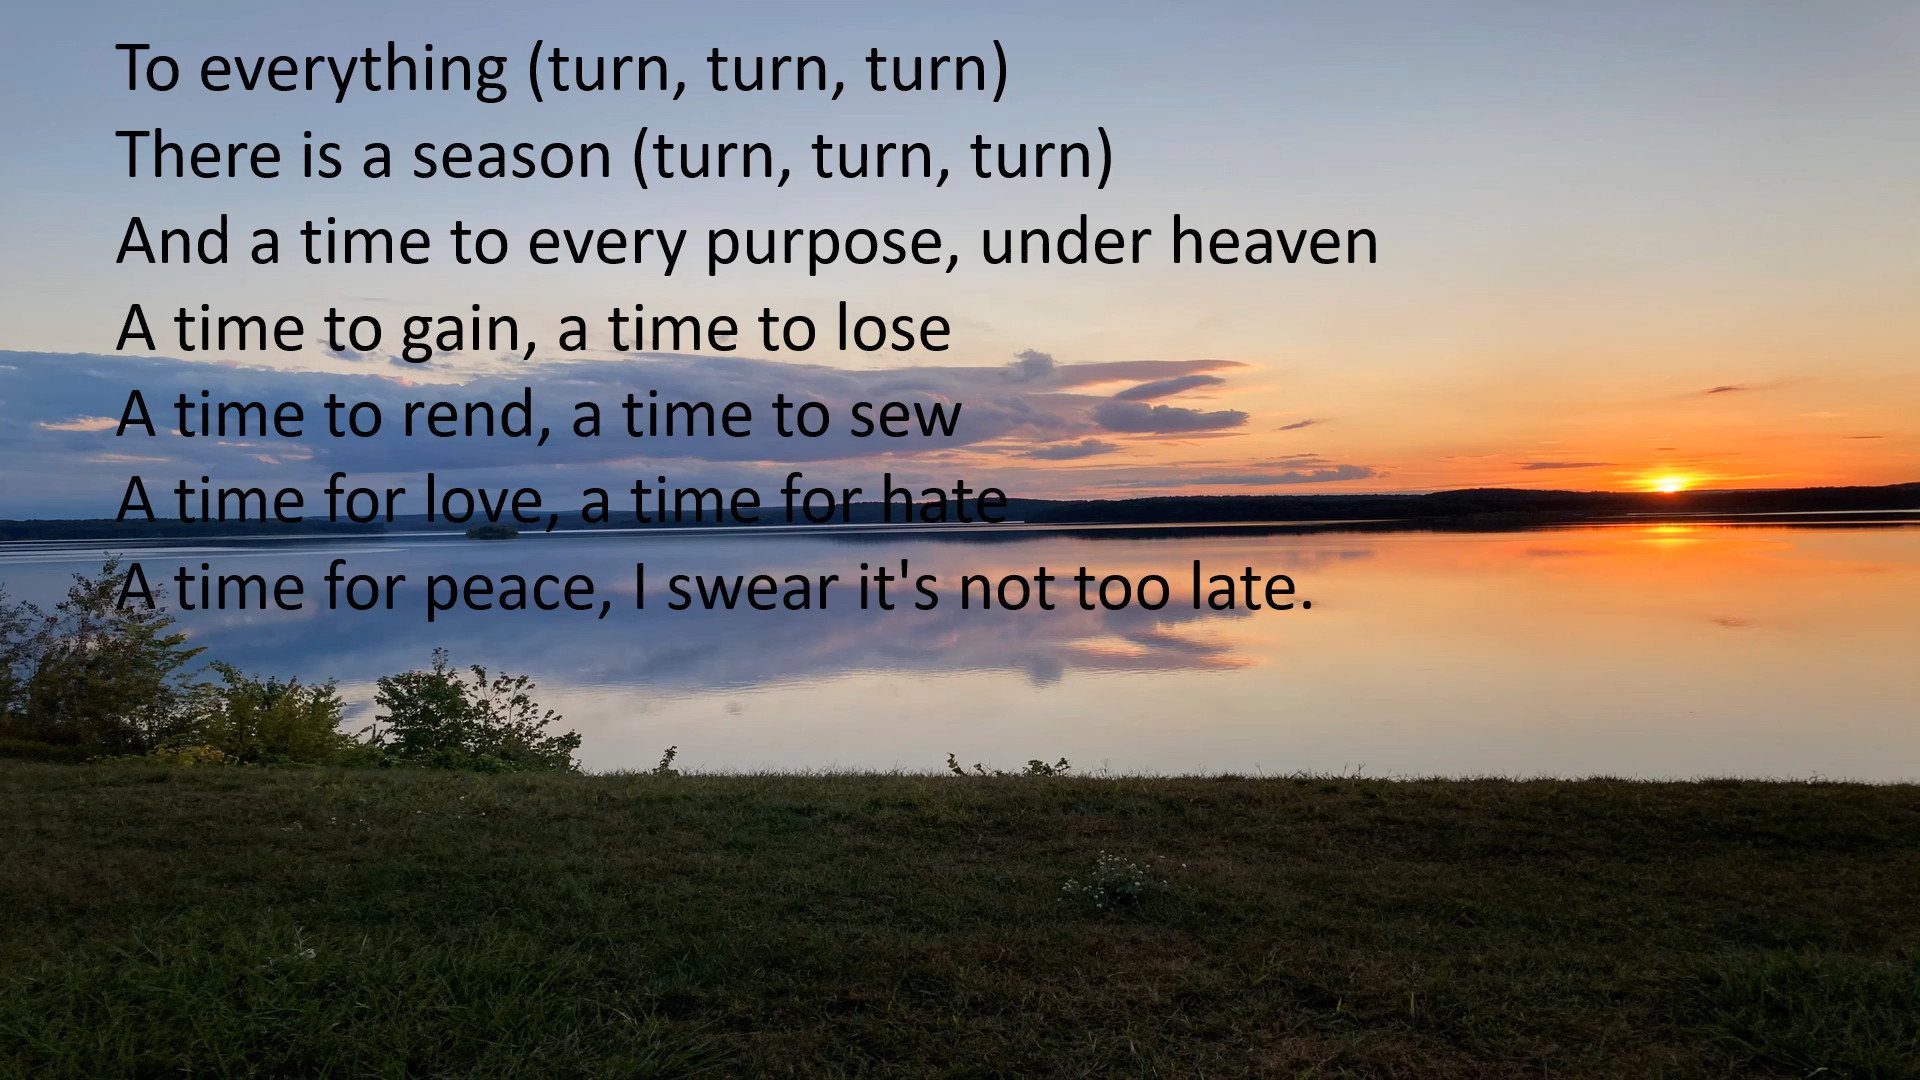 To everything (turn, turn, turn)
There is a season (turn, turn, turn)
And a time to every purpose, under heaven
A time to gain, a time to lose
A time to rend, a time to sew
A time for love, a time for hate
A time for peace, I swear it's not too late.